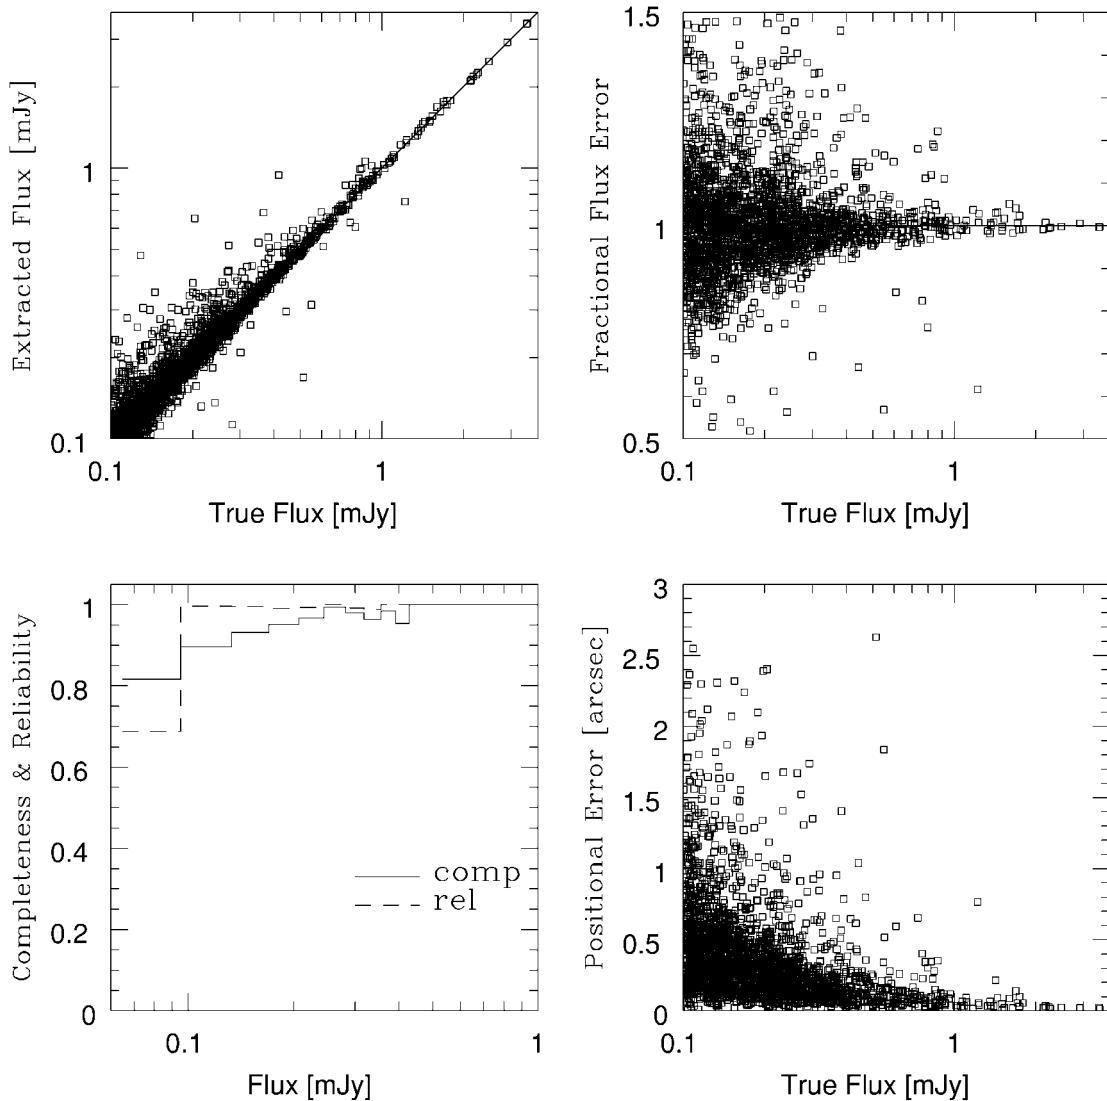 Extracted Flux [mJy]
1
0.1
0.1
1
True Flux [mJy]
Fractional Flux Error
1.5
1
0.5
0.1
1
True Flux [mJy]
Completeness & Reliability
1
0.8
0.6
0.4
0.2
0
comp
rel
0.1
1
Flux [mJy]
Positional Error [arcsec]
3
2.5
2
1.5
1
0.5
0
0.1
1
True Flux [mJy]